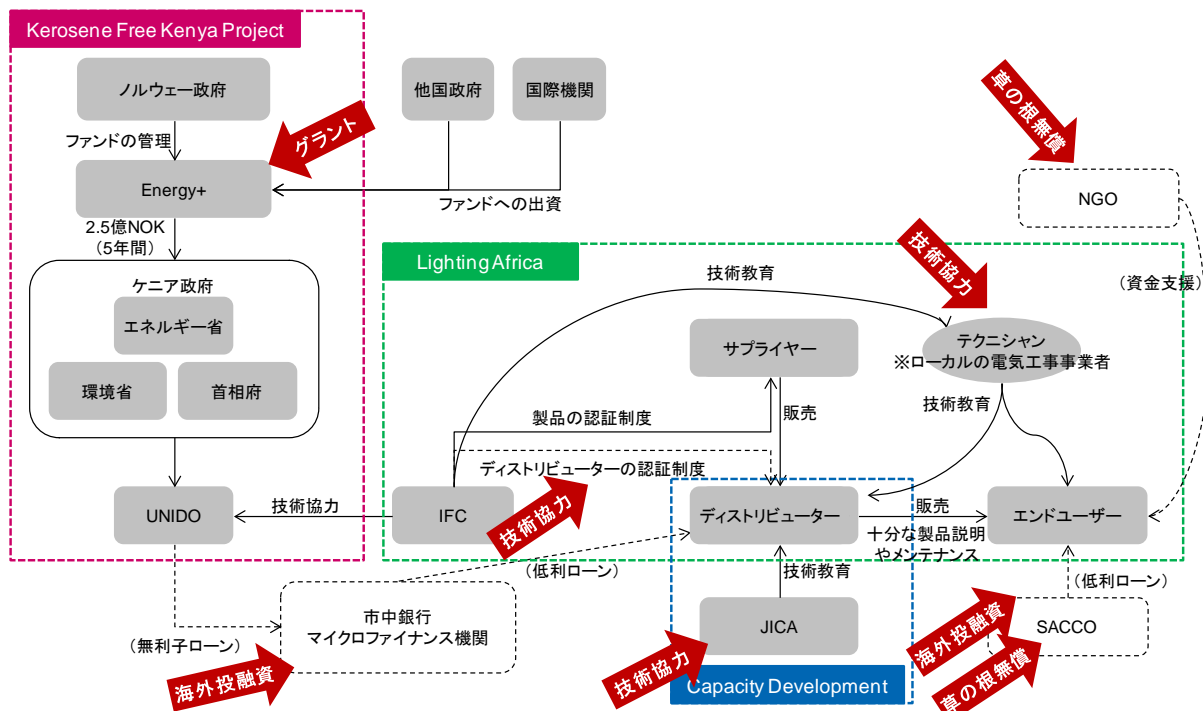 Kerosene Free Kenya Project
ノルウェー政府
他国政府
国際機関
グラント
草の根無償
ファンドの管理
Energy+
ファンドへの出資
NGO
2.5億NOK
(5年間)
Lighting Africa
技術協力
技術教育
(資金支援)
ケニア政府
エネルギー省
環境省
首相府
サプライヤー
テクニシャン
※ローカルの電気工事事業者
技術教育
製品の認証制度
販売
ディストリビューターの認証制度
UNIDO
技術協力
IFC
技術協力
ディストリビューター
販売
十分な製品説明
やメンテナンス
エンドユーザー
(低利ローン)
技術教育
(低利ローン)
市中銀行
マイクロファイナンス機関
(無利子ローン)
海外投融資
JICA
技術協力
Capacity Development
海外投融資
SACCO
草の根無償